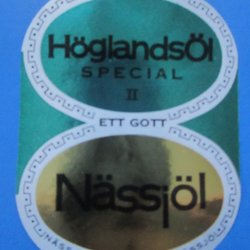 HöglandsÖl
SPECIAL
II
ETT GOTT
Nässjöl